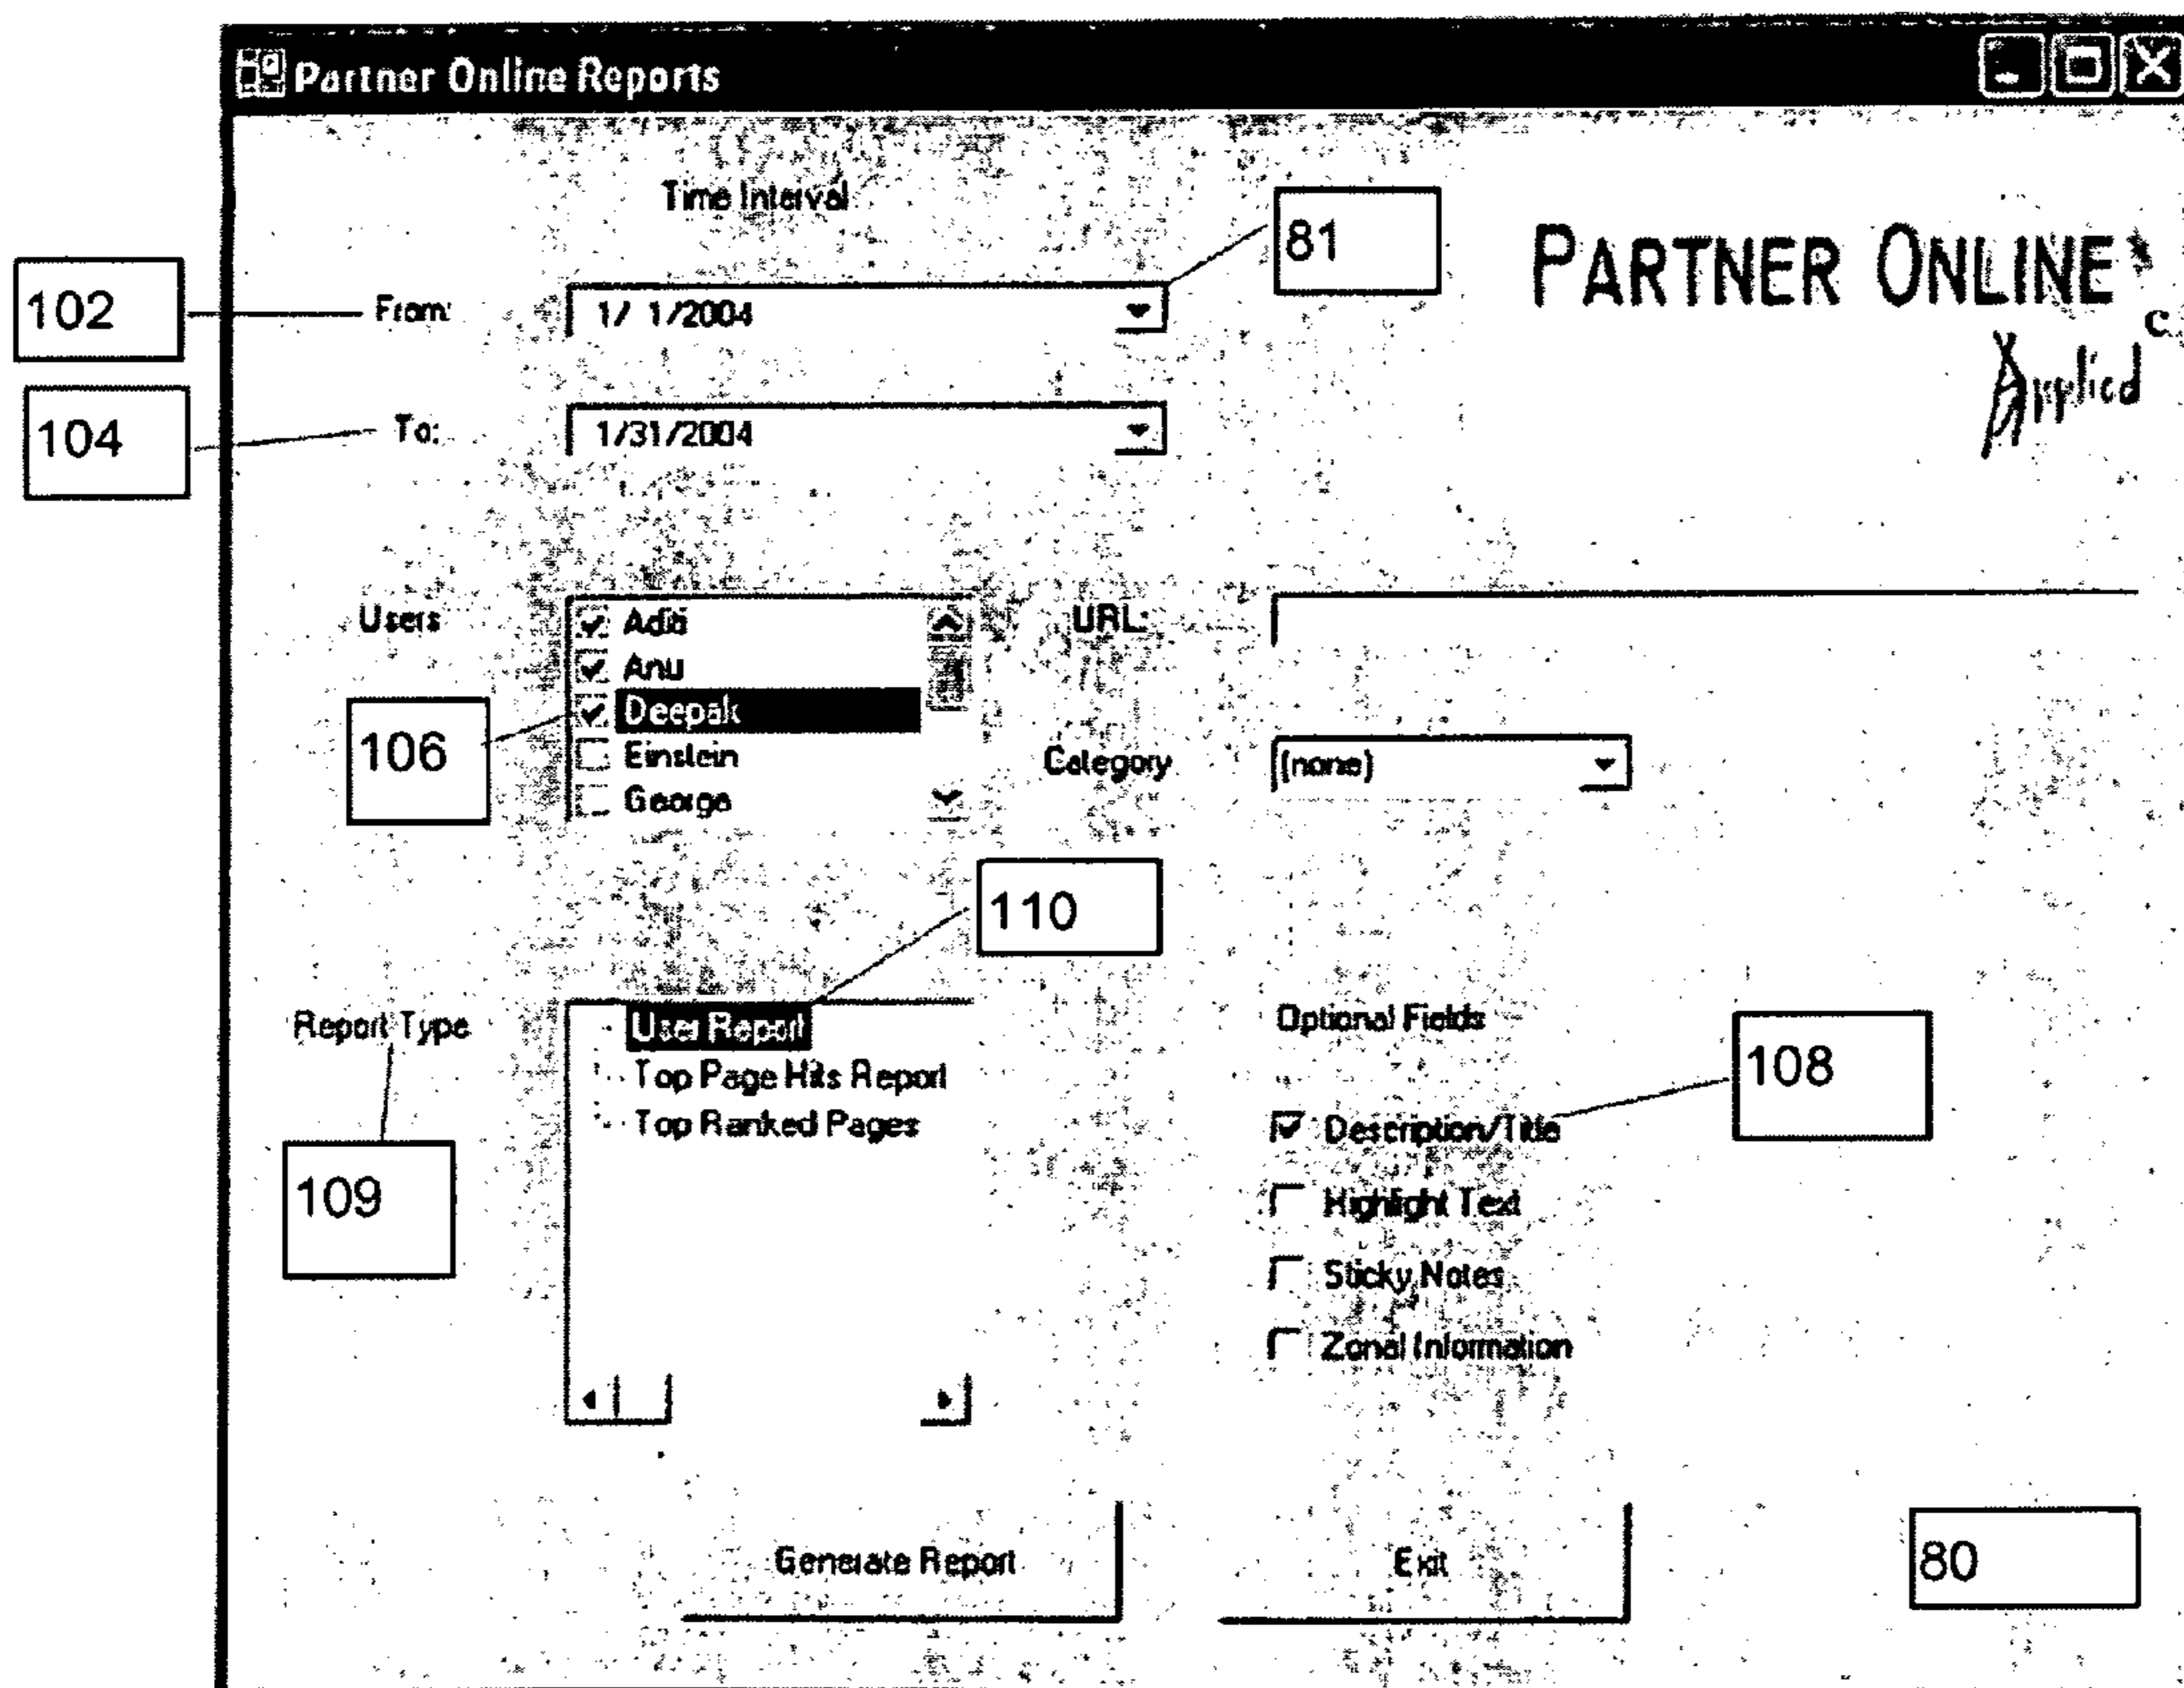 Partner Online Reports
Time Interval
81
PARTNER ONLINE
102
From:
1/ 1/2004
c
Applied
104
To:
1/31/2004
Users
Aditi
Anu
Deepak
Einstein
George
106
URL:
Category
(none)
110
Report Type
User Report
Top Page Hits Report
Top Ranked Pages
109
Optional Fields
108
Description/Title
Highlight Text
Sticky Notes
Zonal Information
Generate Report
Exit
80